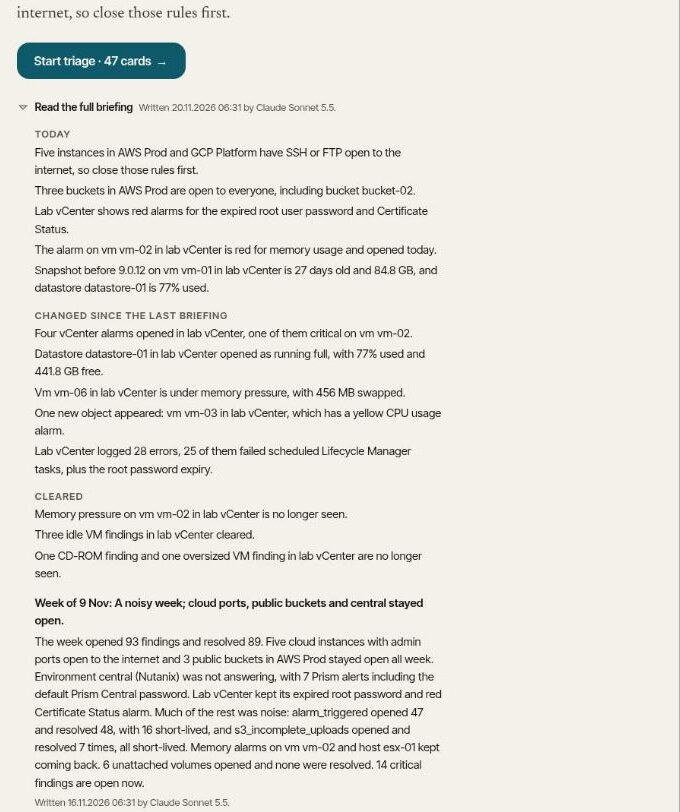 internet, so close those rules first.
Start triage · 47 cards →
Read the full briefing Written 20.11.2026 06:31 by Claude Sonnet 5.5.
TODAY
Five instances in AWS Prod and GCP Platform have SSH or FTP open to the
internet, so close those rules first.
Three buckets in AWS Prod are open to everyone, including bucket bucket-02.
Lab vCenter shows red alarms for the expired root user password and Certificate
Status.
The alarm on vm vm-02 in lab vCenter is red for memory usage and opened today.
Snapshot before 9.0.12 on vm vm-01 in lab vCenter is 27 days old and 84.8 GB, and
datastore datastore-01 is 77% used.
CHANGED SINCE THE LAST BRIEFING
Four vCenter alarms opened in lab vCenter, one of them critical on vm vm-02.
Datastore datastore-01 in lab vCenter opened as running full, with 77% used and
441.8 GB free.
Vm vm-06 in lab vCenter is under memory pressure, with 456 MB swapped.
One new object appeared: vm vm-03 in lab vCenter, which has a yellow CPU usage
alarm.
Lab vCenter logged 28 errors, 25 of them failed scheduled Lifecycle Manager
tasks, plus the root password expiry.
CLEARED
Memory pressure on vm vm-02 in lab vCenter is no longer seen.
Three idle VM findings in lab vCenter cleared.
One CD-ROM finding and one oversized VM finding in lab vCenter are no longer
seen.
Week of 9 Nov: A noisy week; cloud ports, public buckets and central stayed
open.
The week opened 93 findings and resolved 89. Five cloud instances with admin
ports open to the internet and 3 public buckets in AWS Prod stayed open all week.
Environment central (Nutanix) was not answering, with 7 Prism alerts including the
default Prism Central password. Lab vCenter kept its expired root password and red
Certificate Status alarm. Much of the rest was noise: alarm_triggered opened 47
and resolved 48, with 16 short-lived, and s3_incomplete_uploads opened and
resolved 7 times, all short-lived. Memory alarms on vm vm-02 and host esx-01 kept
coming back. 6 unattached volumes opened and none were resolved. 14 critical
findings are open now.
Written 16.11.2026 06:31 by Claude Sonnet 5.5.